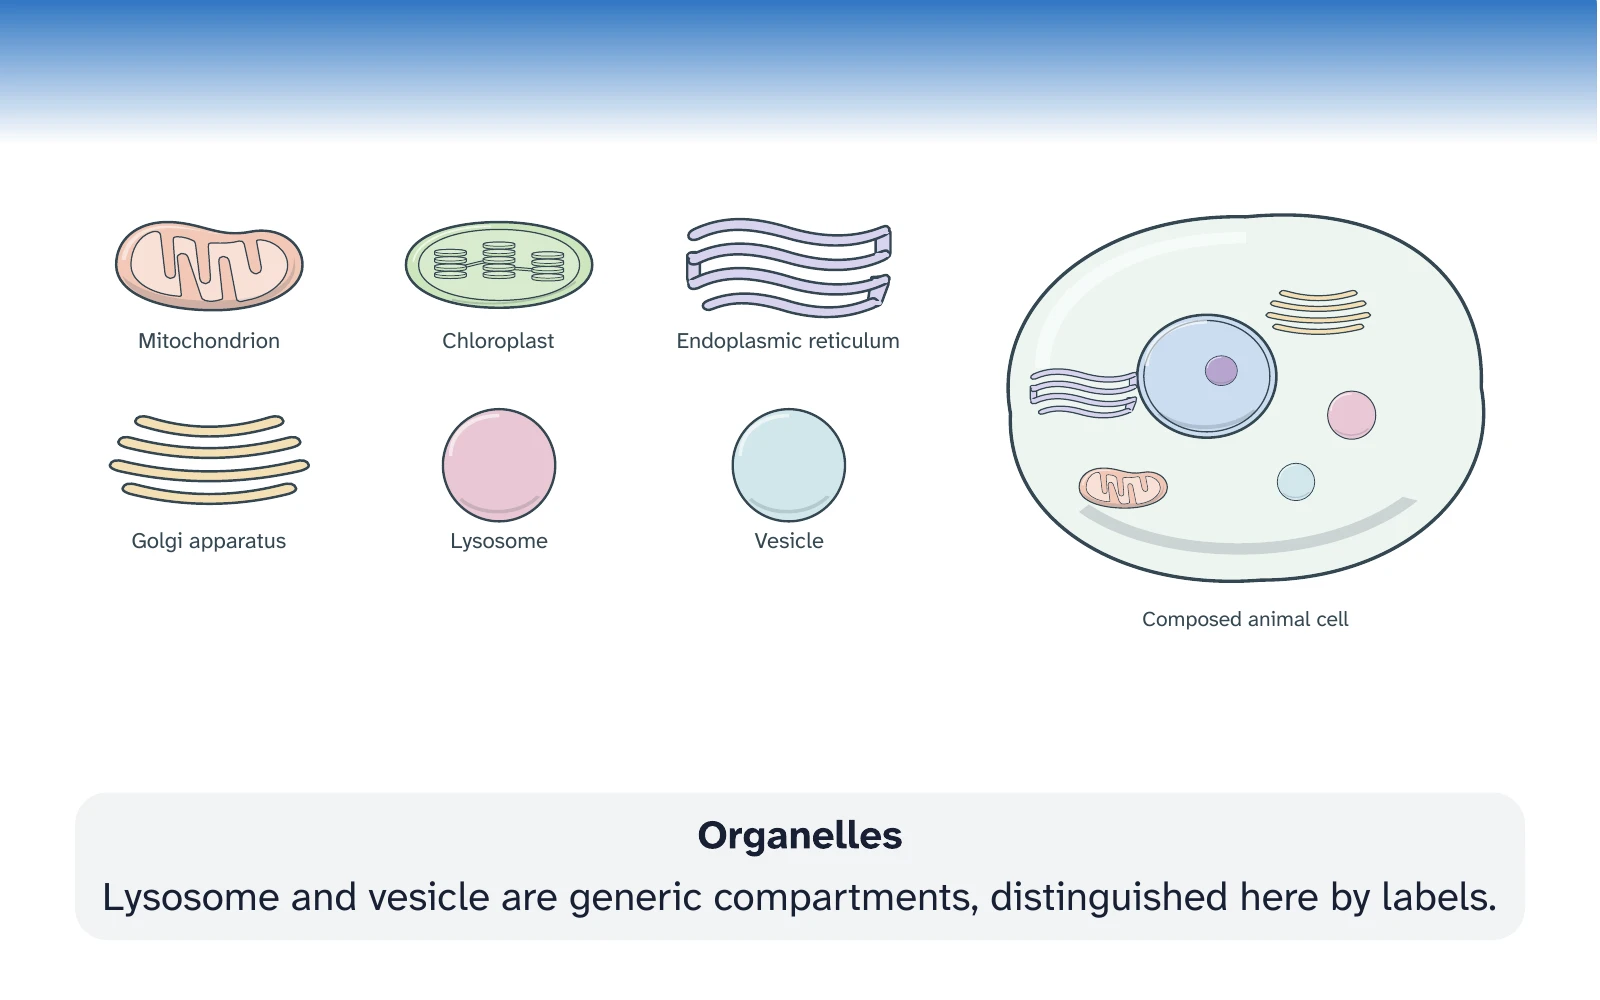 Mitochondrion
Chloroplast
Endoplasmic reticulum
Golgi apparatus
Lysosome
Vesicle
Composed animal cell
Organelles
Lysosome and vesicle are generic compartments, distinguished here by labels.